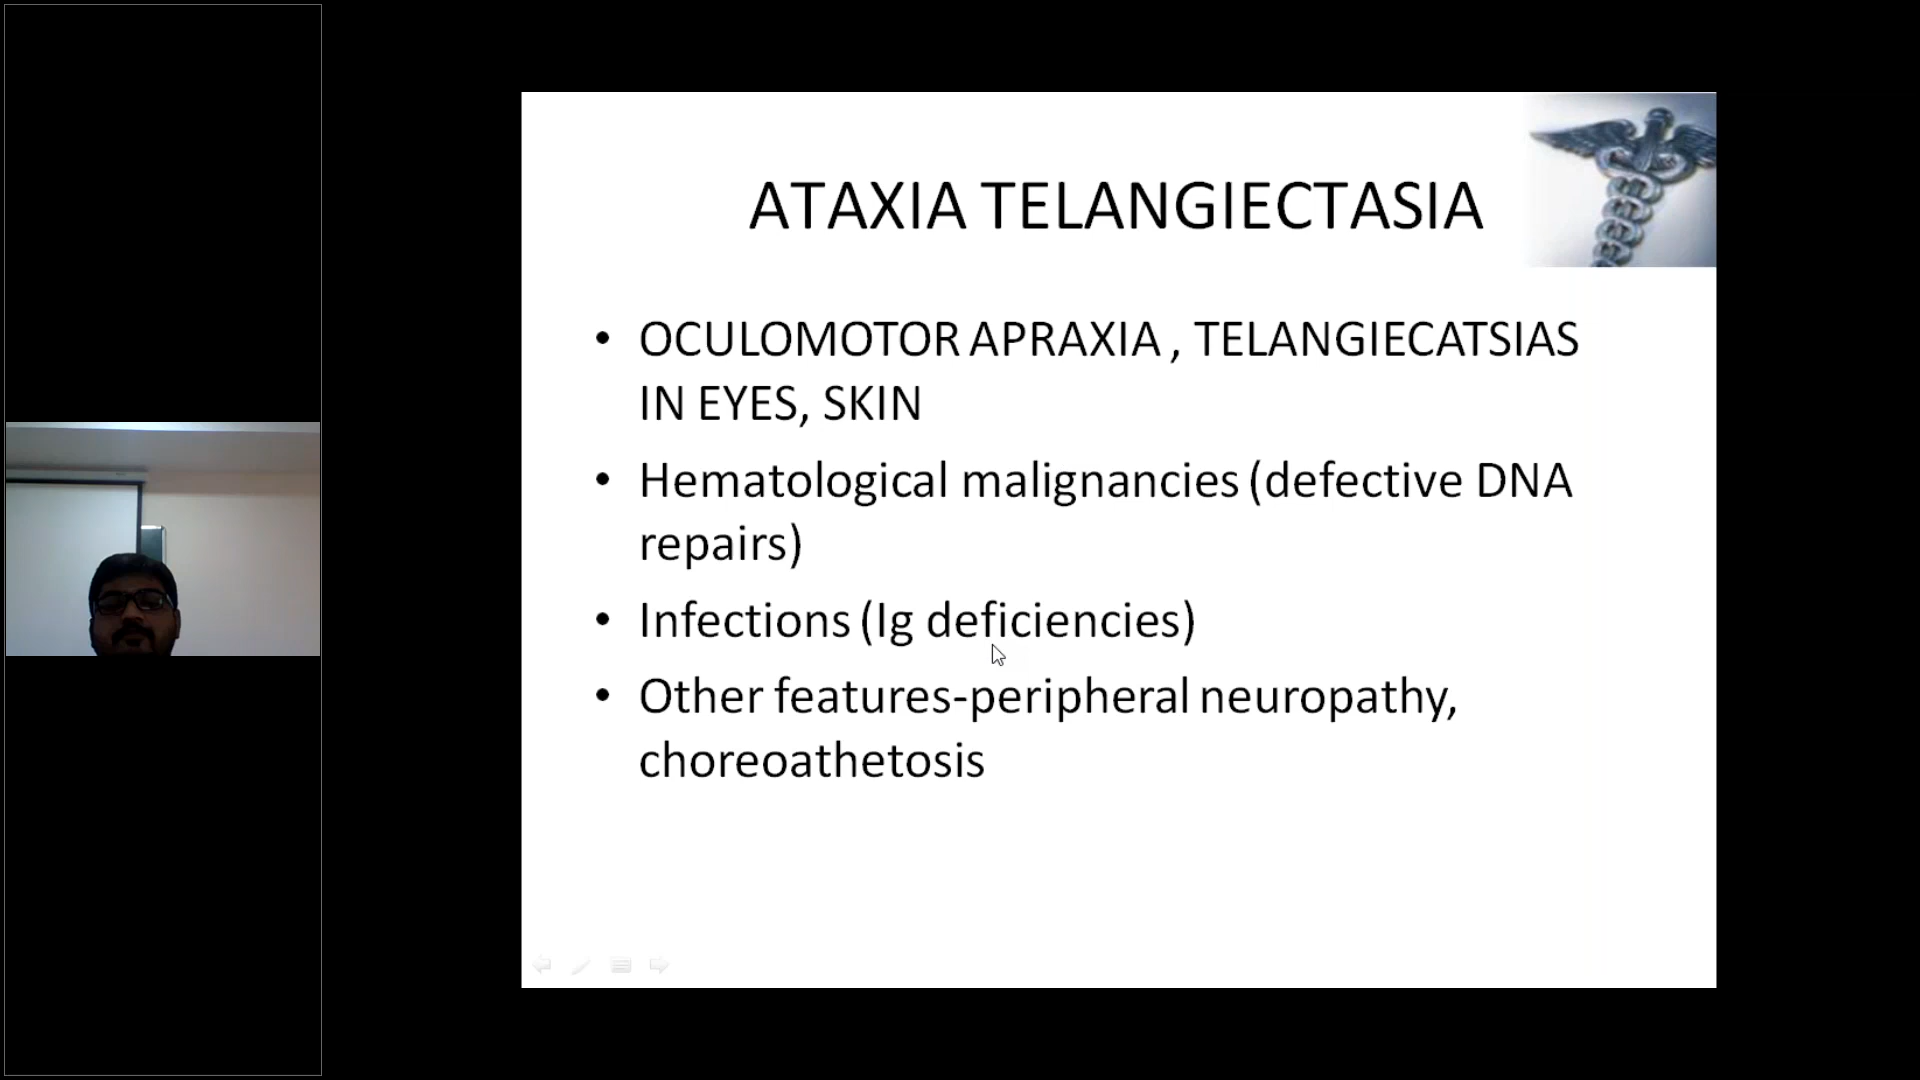 ATAXIA TELANGIECTASIA
• OCULOMOTOR APRAXIA , TELANGIECATSIAS
IN EYES, SKIN
• Hematological malignancies (defective DNA
repairs)
• Infections (Ig deficiencies)
• Other features-peripheral neuropathy,
choreoathetosis